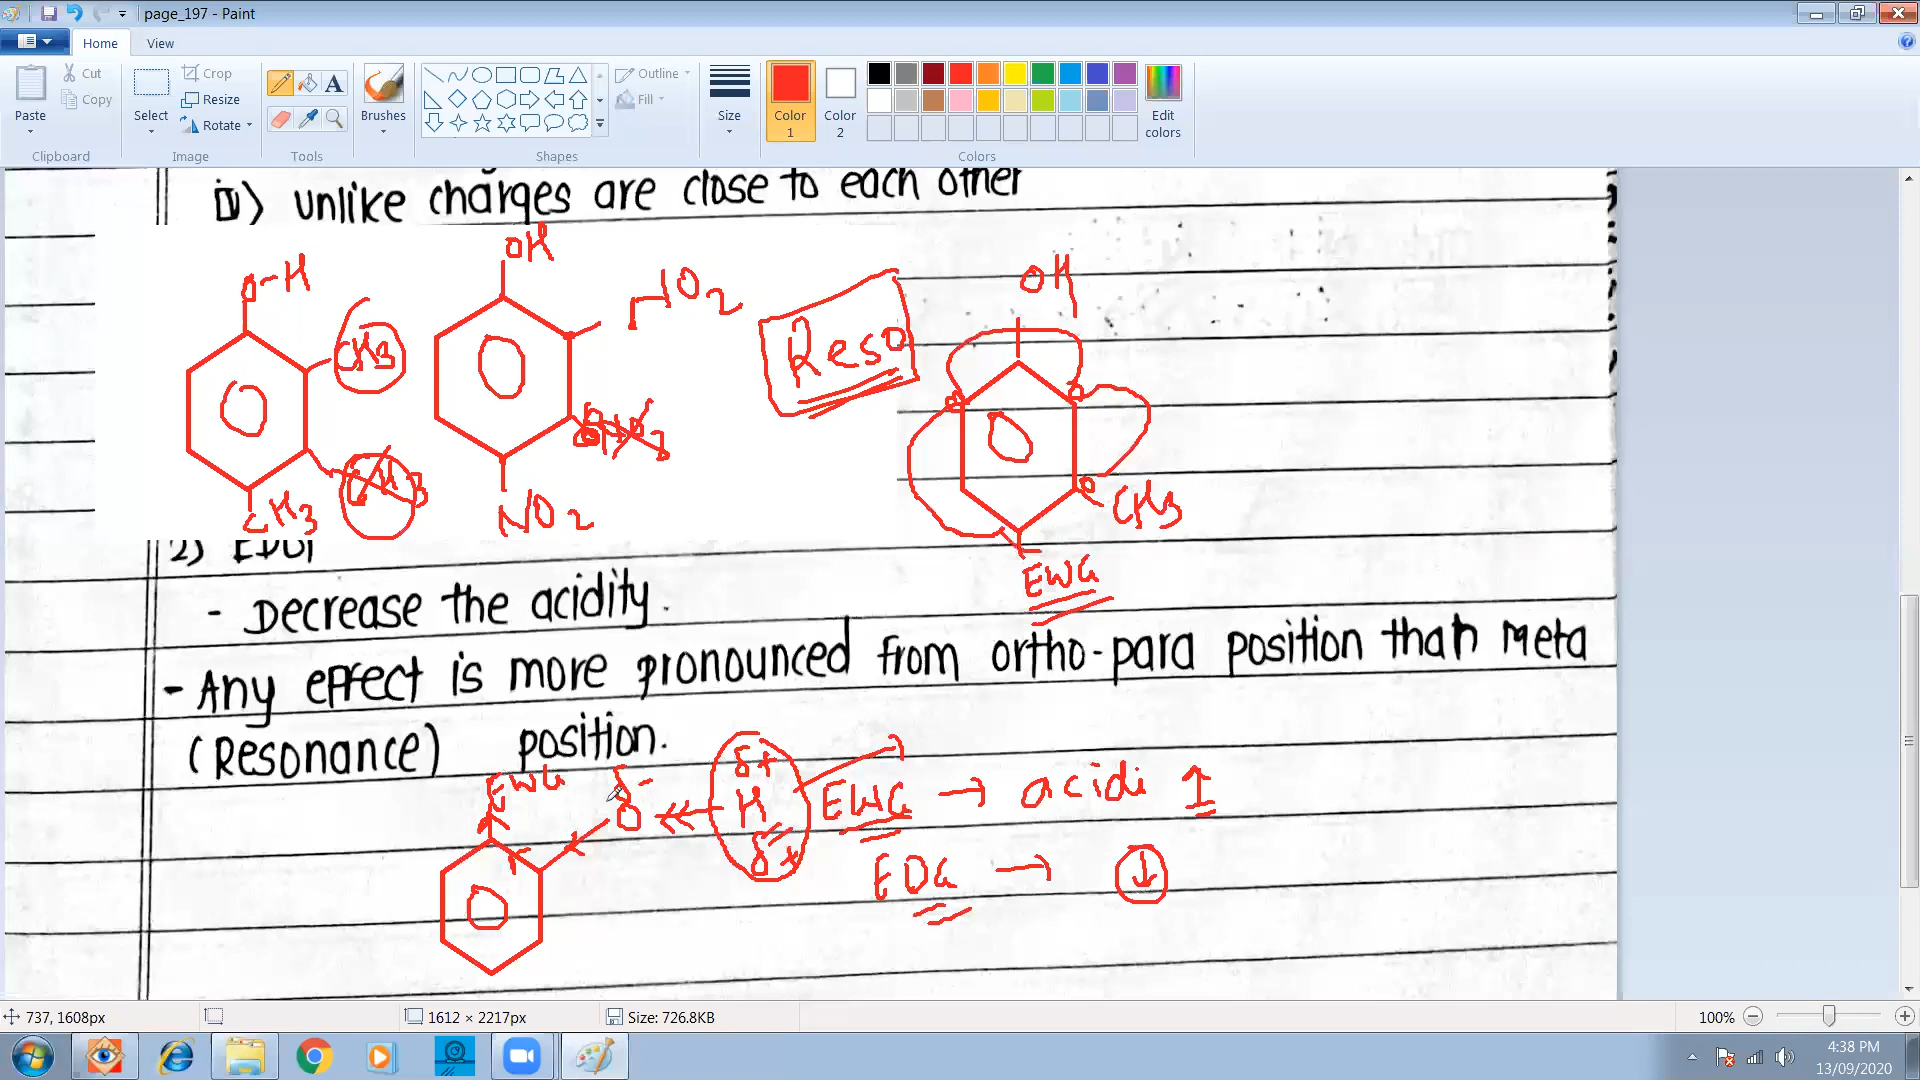 page_197 - Paint
Home
View
Paste
Cut
Copy
Clipboard
Select
Crop
Resize
Rotate
Image
Tools
Brushes
Shapes
Outline
Fill
Size
Color 1
Color 2
Edit colors
Colors
iv) unlike charges are close to each other
O-H
CH3
CH3
CH3
OH
NO2
Reso
OH
CH3
EWG
2)
- Decrease the acidity.
- Any effect is more pronounced from ortho-para position than meta
(Resonance) position.
EWG
δ-
O
δ+
H
δ+
EWG → acidi ↑
EDG → ↓
737, 1608px
1612 × 2217px
Size: 726.8KB
100%
4:38 PM
13/09/2020